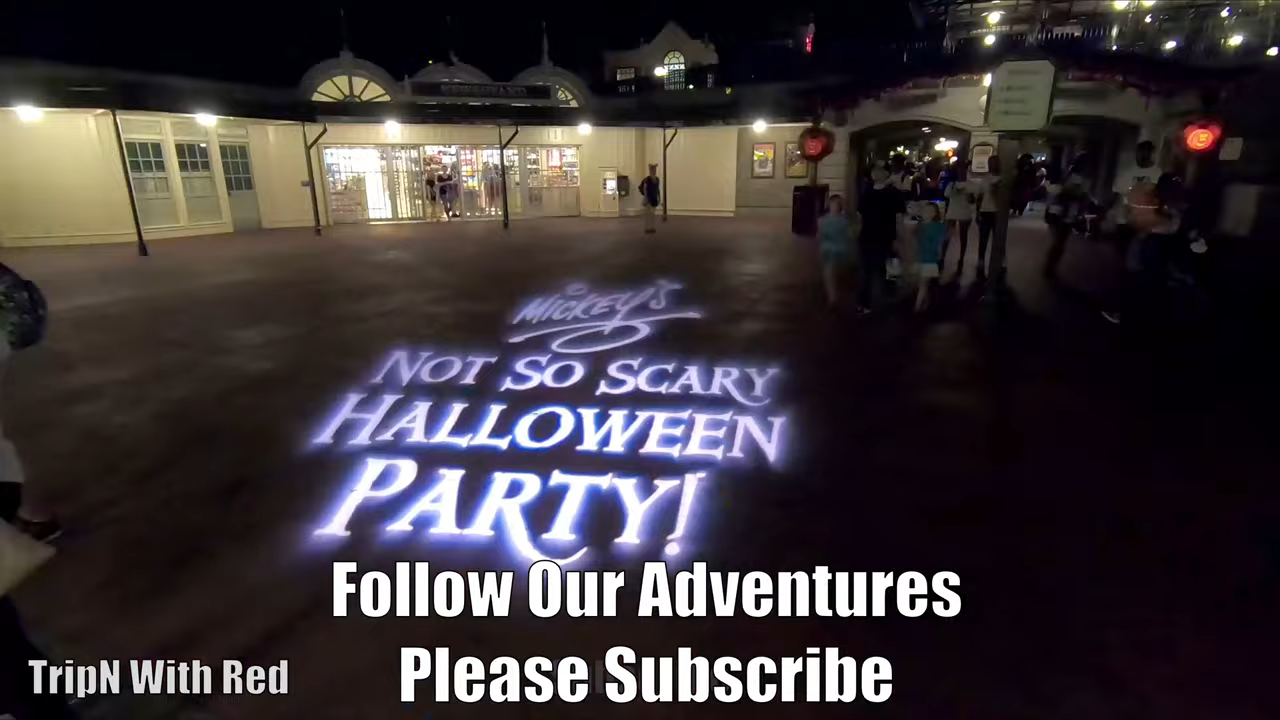 Mickey's
Not So Scary
Halloween
Party!
Follow Our Adventures
Please Subscribe
TripN With Red